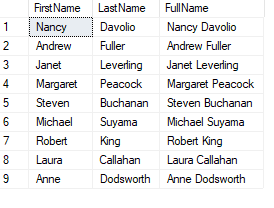 FirstName LastName FullName
1 Nancy Davolio Nancy Davolio
2 Andrew Fuller Andrew Fuller
3 Janet Leverling Janet Leverling
4 Margaret Peacock Margaret Peacock
5 Steven Buchanan Steven Buchanan
6 Michael Suyama Michael Suyama
7 Robert King Robert King
8 Laura Callahan Laura Callahan
9 Anne Dodsworth Anne Dodsworth